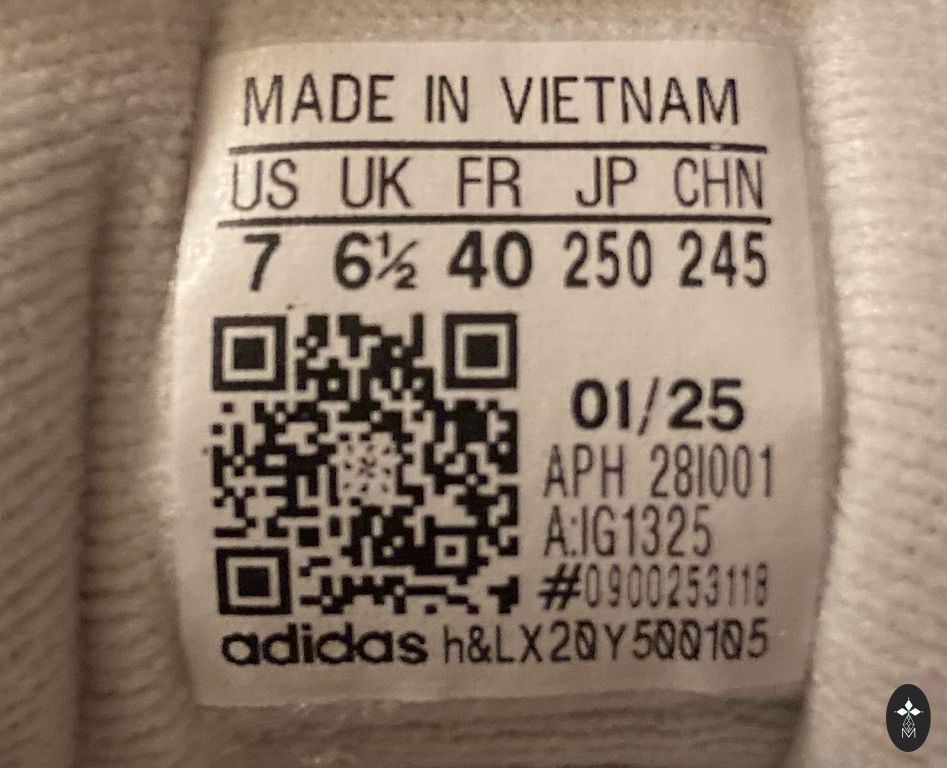 MADE IN VIETNAM
US UK FR JP CHN
7 6½ 40 250 245
01/25
APH 28I001
A:IG1325
#0900253118
adidas h&LX20Y500105
M